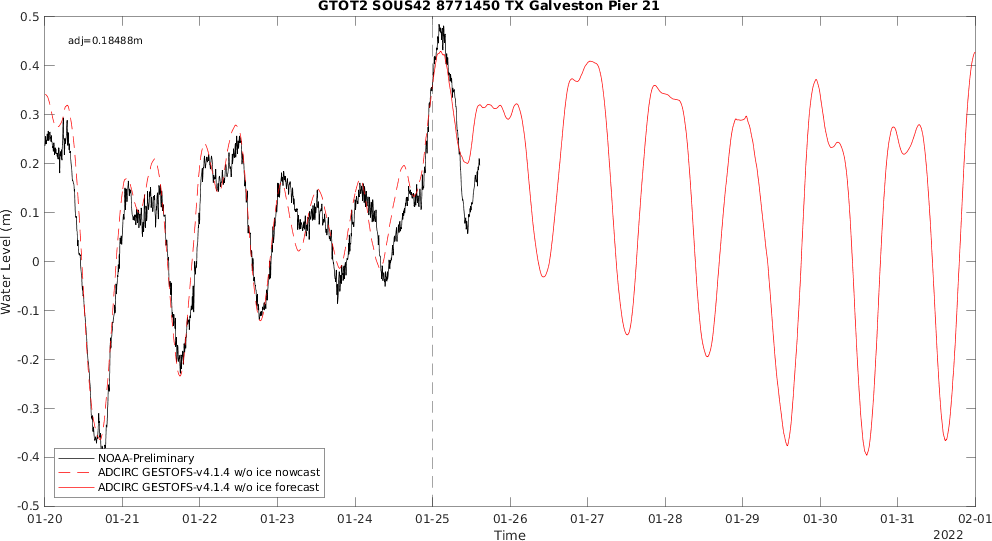 GTOT2 SOUS42 8771450 TX Galveston Pier 21
adj=0.18488m
0.5
0.4
0.3
0.2
0.1
0
-0.1
-0.2
-0.3
-0.4
-0.5
Water Level (m)
NOAA-Preliminary
ADCIRC GESTOFS-v4.1.4 w/o ice nowcast
ADCIRC GESTOFS-v4.1.4 w/o ice forecast
01-20 01-21 01-22 01-23 01-24 01-25 01-26 01-27 01-28 01-29 01-30 01-31 02-01
Time
2022